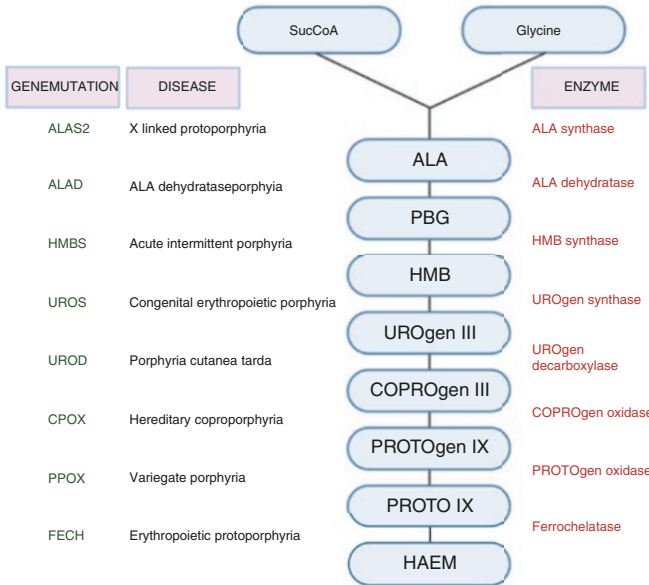 SucCoA
Glycine
GENEMUTATION
DISEASE
ENZYME
ALAS2
X linked protoporphyria
ALA synthase
ALA
ALAD
ALA dehydrataseporphyia
ALA dehydratase
PBG
HMBS
Acute intermittent porphyria
HMB synthase
HMB
UROS
Congenital erythropoietic porphyria
UROgen synthase
UROgen III
UROD
Porphyria cutanea tarda
UROgen
decarboxylase
COPROgen III
CPOX
Hereditary coproporphyria
COPROgen oxidase
PROTOgen IX
PPOX
Variegate porphyria
PROTOgen oxidase
PROTO IX
FECH
Erythropoietic protoporphyria
Ferrochelatase
HAEM